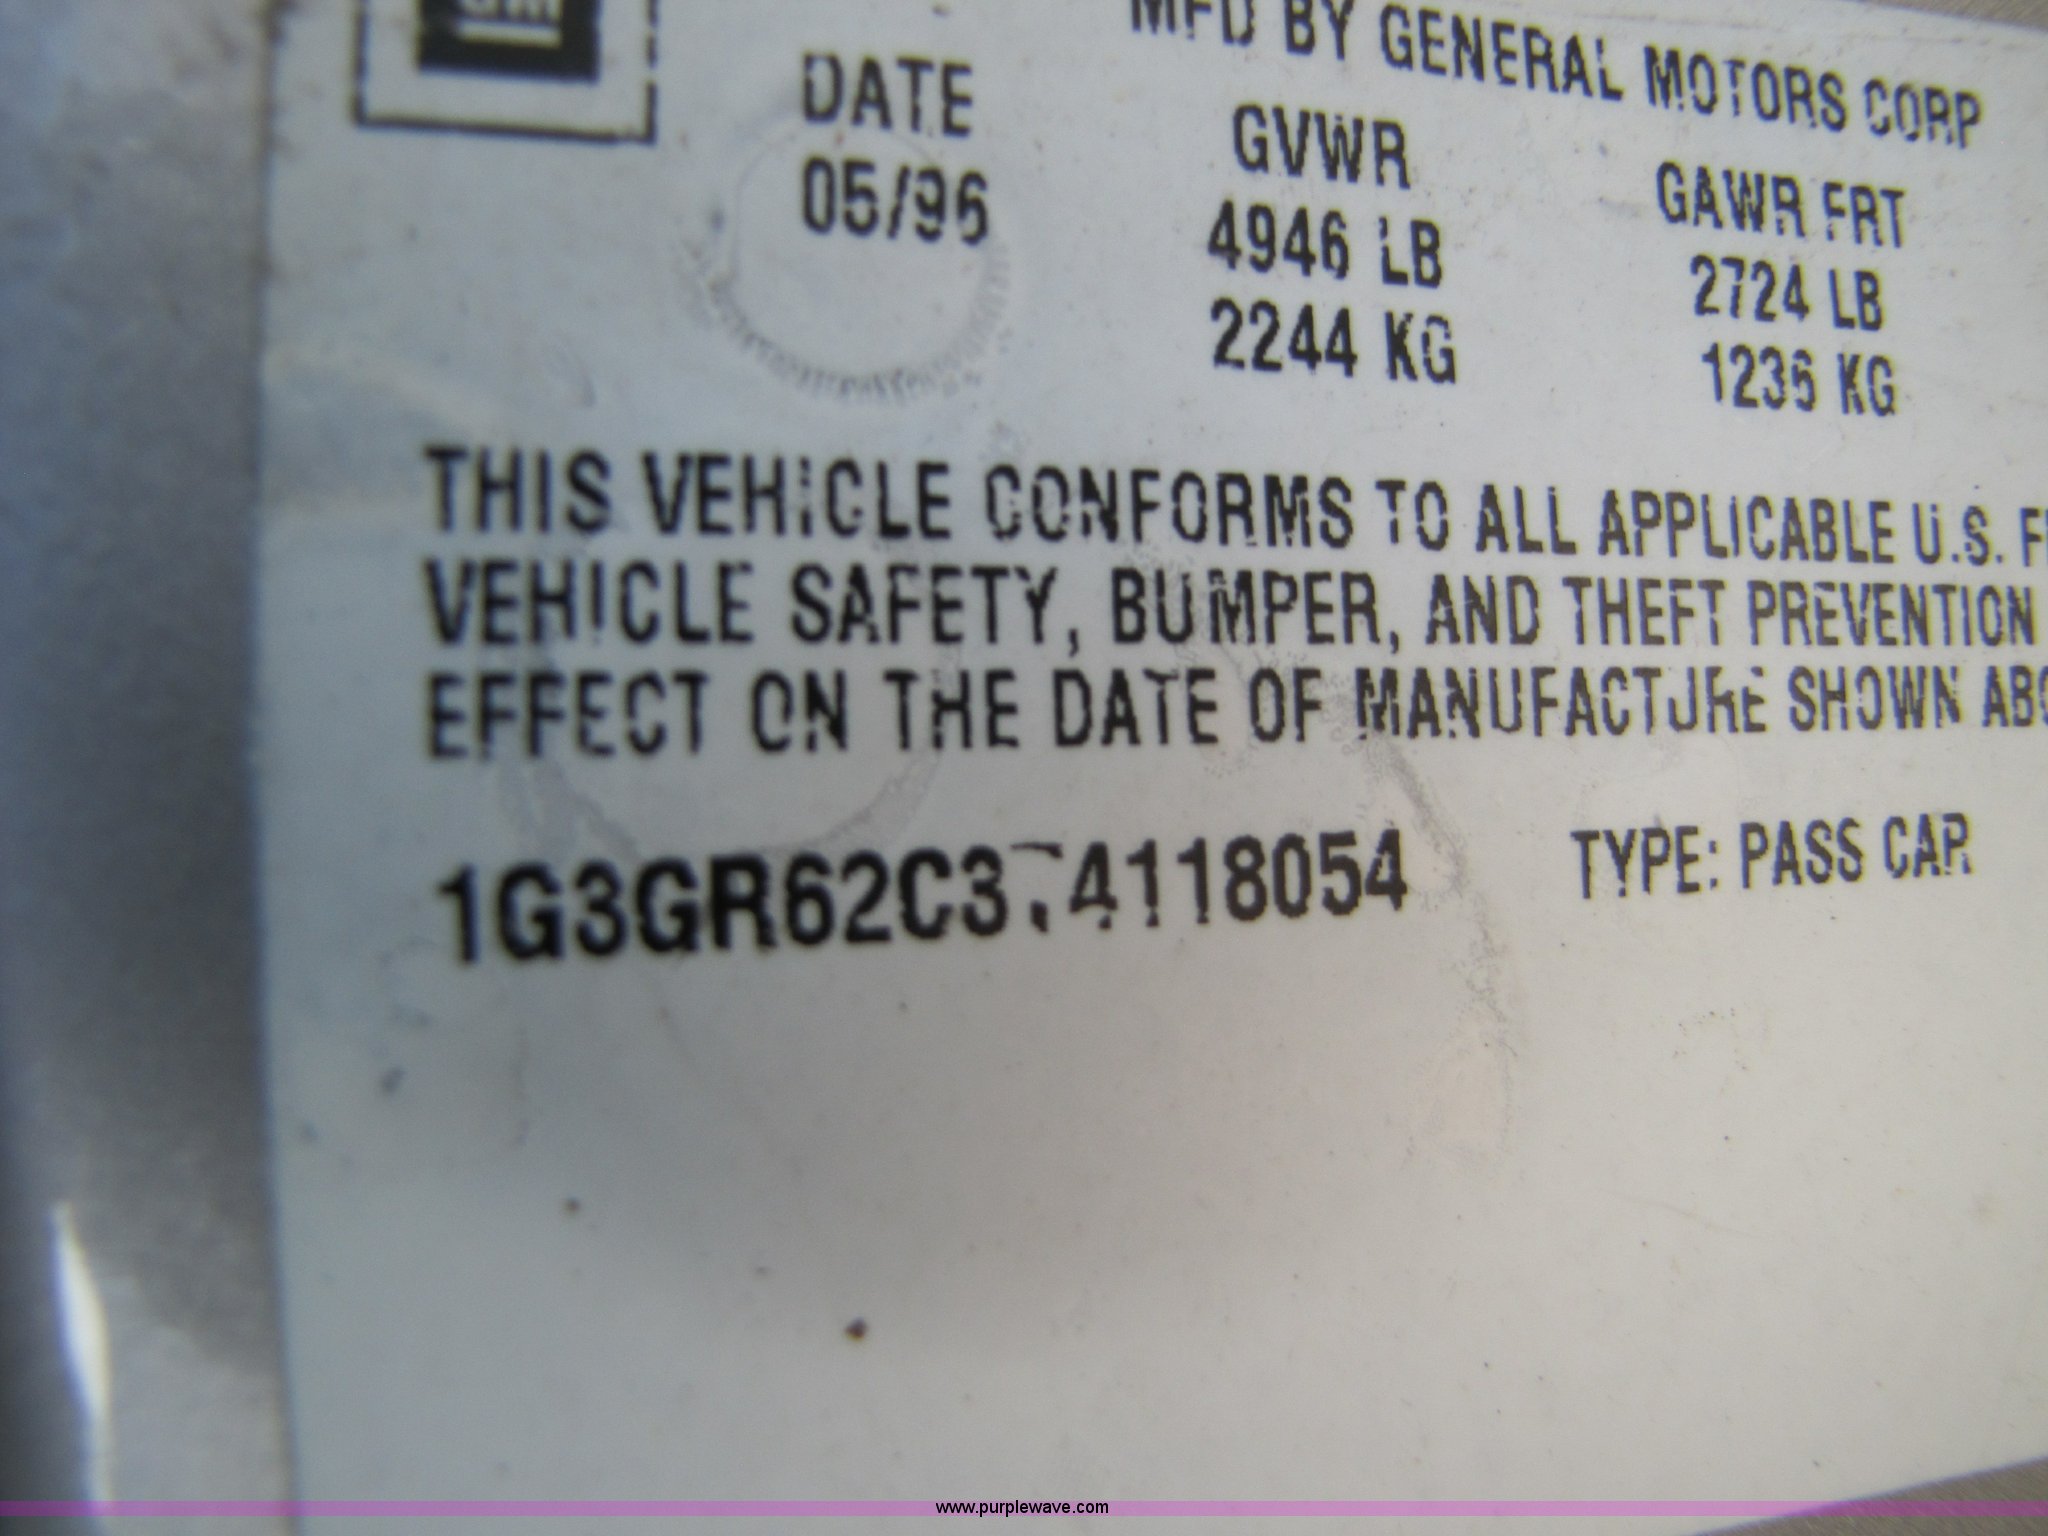 GM
MFD BY GENERAL MOTORS CORP
DATE GVWR GAWR FRT
05/96 4946 LB 2724 LB
2244 KG 1236 KG
THIS VEHICLE CONFORMS TO ALL APPLICABLE U.S.
VEHICLE SAFETY, BUMPER, AND THEFT PREVENTION
EFFECT ON THE DATE OF MANUFACTURE SHOWN
1G3GR62C3T4118054 TYPE: PASS CAR
www.purplewave.com